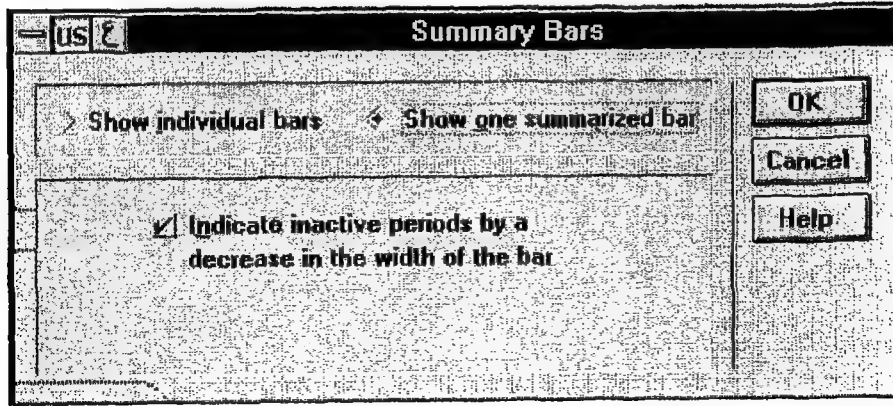 US ع Summary Bars
Show individual bars Show one summarized bar
OK
Cancel
Help
Indicate inactive periods by a
decrease in the width of the bar